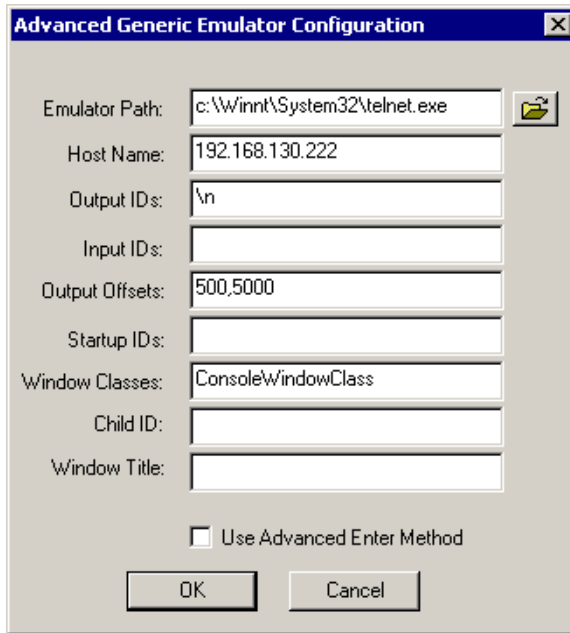 Advanced Generic Emulator Configuration
Emulator Path: c:\Winnt\System32\telnet.exe
Host Name: 192.168.130.222
Output IDs: \n
Input IDs:
Output Offsets: 500,5000
Startup IDs:
Window Classes: ConsoleWindowClass
Child ID:
Window Title:
Use Advanced Enter Method
OK Cancel